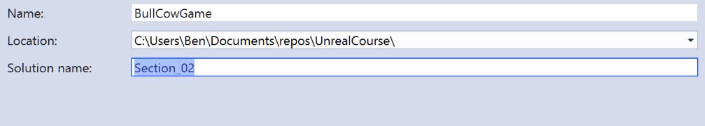 Name: BullCowGame
Location: C:\Users\Ben\Documents\repos\UnrealCourse\
Solution name: Section_02